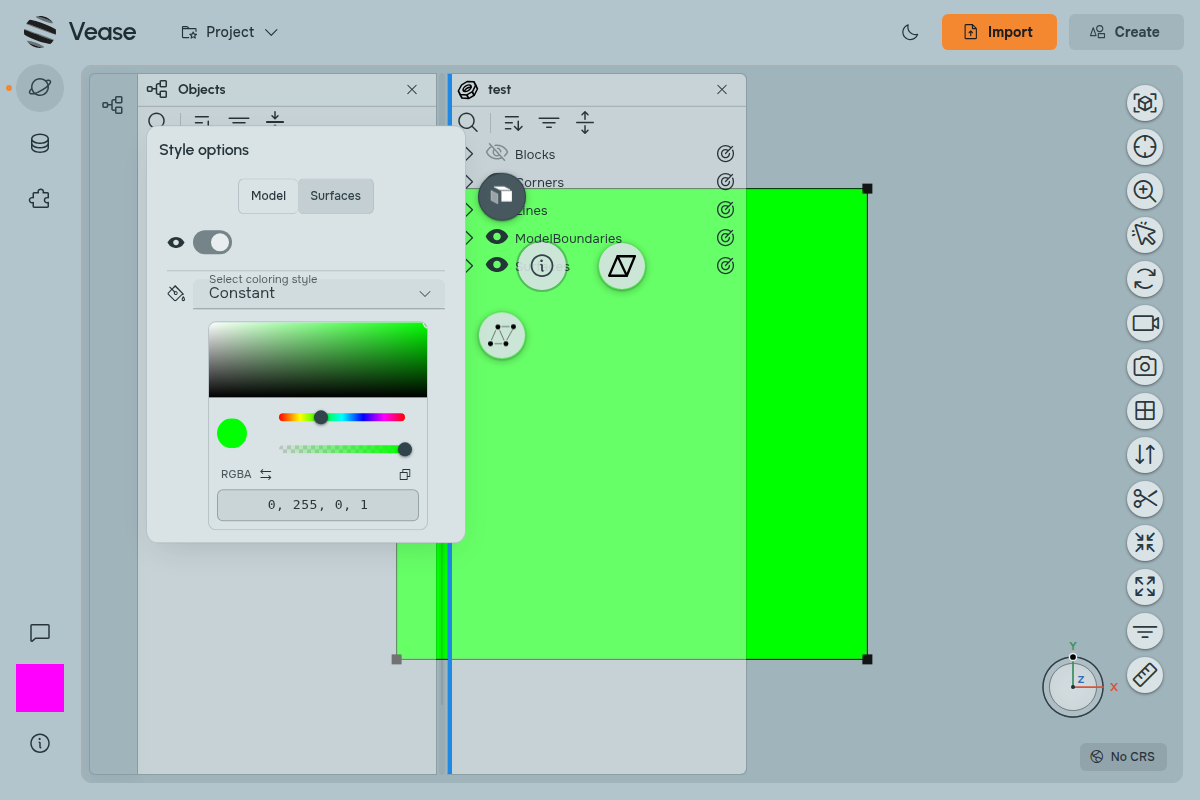 Vease
Project
Import
Create
Objects
test
Style options
Model
Surfaces
Blocks
Corners
Lines
ModelBoundaries
Select coloring style
Constant
RGBA
0, 255, 0, 1
Y
Z
X
No CRS